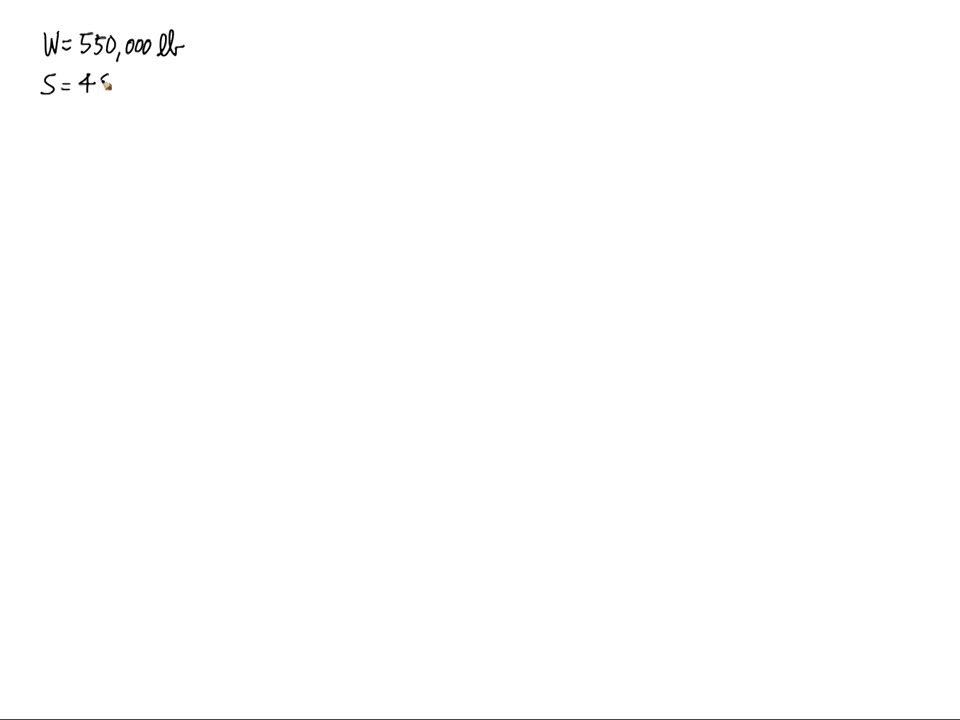 W= 550,000 lb
S = 4